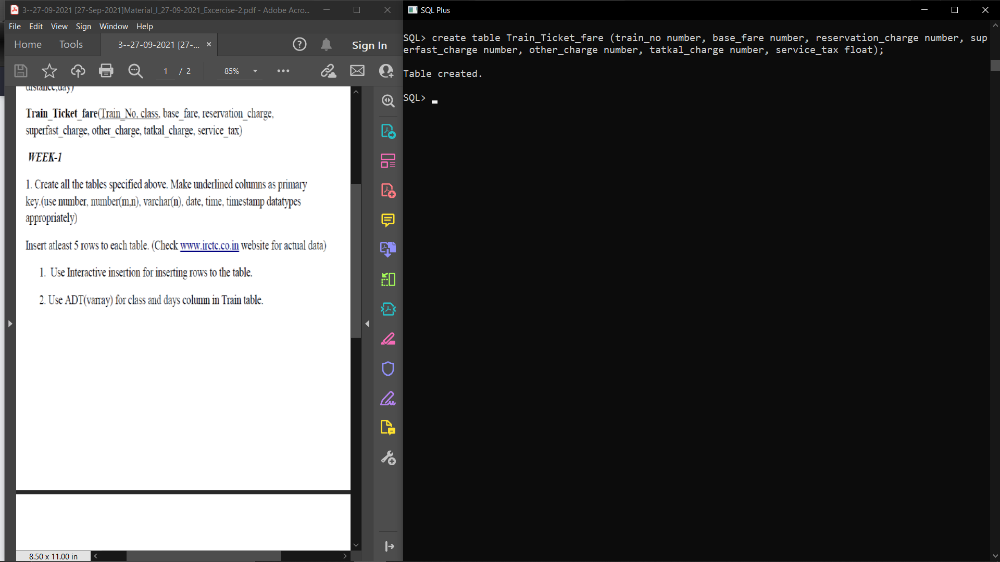 3--27-09-2021 [27-Sep-2021]Material_I_27-09-2021_Excercise-2.pdf - Adobe Acro...
File Edit View Sign Window Help
Home Tools 3--27-09-2021 [27-... × Sign In
1 / 2 85%
distance,day)
Train_Ticket_fare(Train_No, class, base_fare, reservation_charge,
superfast_charge, other_charge, tatkal_charge, service_tax)
WEEK-1
1. Create all the tables specified above. Make underlined columns as primary
key.(use number, number(m,n), varchar(n), date, time, timestamp datatypes
appropriately)
Insert atleast 5 rows to each table. (Check www.irctc.co.in website for actual data)
1. Use Interactive insertion for inserting rows to the table.
2. Use ADT(varray) for class and days column in Train table.
8.50 x 11.00 in
SQL Plus
SQL> create table Train_Ticket_fare (train_no number, base_fare number, reservation_charge number, sup
erfast_charge number, other_charge number, tatkal_charge number, service_tax float);
Table created.
SQL>